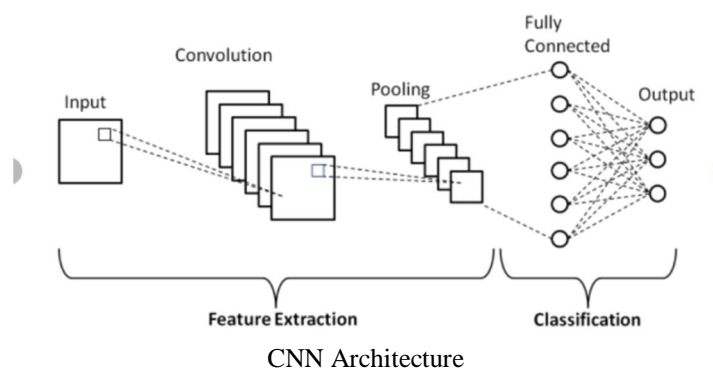 Fully
Connected
Convolution
Pooling
Input
Output
Feature Extraction
Classification
CNN Architecture